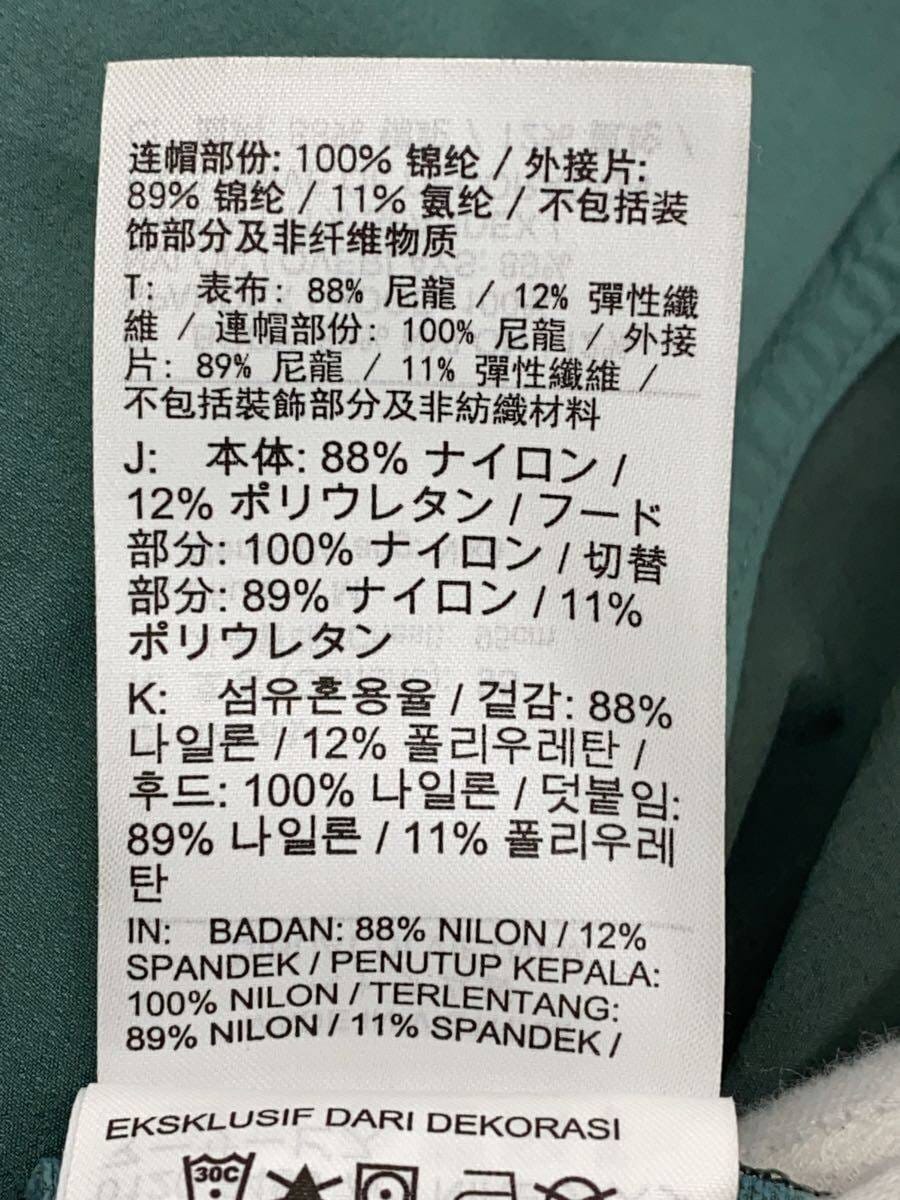 连帽部份: 100% 锦纶 / 外接片:
89% 锦纶 / 11% 氨纶 / 不包括装
饰部分及非纤维物质
T: 表布: 88% 尼龍 / 12% 彈性纖
維 / 連帽部份: 100% 尼龍 / 外接
片: 89% 尼龍 / 11% 彈性纖維 /
不包括裝飾部分及非紡織材料
J: 本体: 88% ナイロン /
12% ポリウレタン / フード
部分: 100% ナイロン / 切替
部分: 89% ナイロン / 11%
ポリウレタン
K: 섬유혼용율 / 겉감: 88%
나일론 / 12% 폴리우레탄 /
후드: 100% 나일론 / 덧붙임:
89% 나일론 / 11% 폴리우레
탄
IN: BADAN: 88% NILON / 12%
SPANDEK / PENUTUP KEPALA:
100% NILON / TERLENTANG:
89% NILON / 11% SPANDEK /
EKSKLUSIF DARI DEKORASI
30C